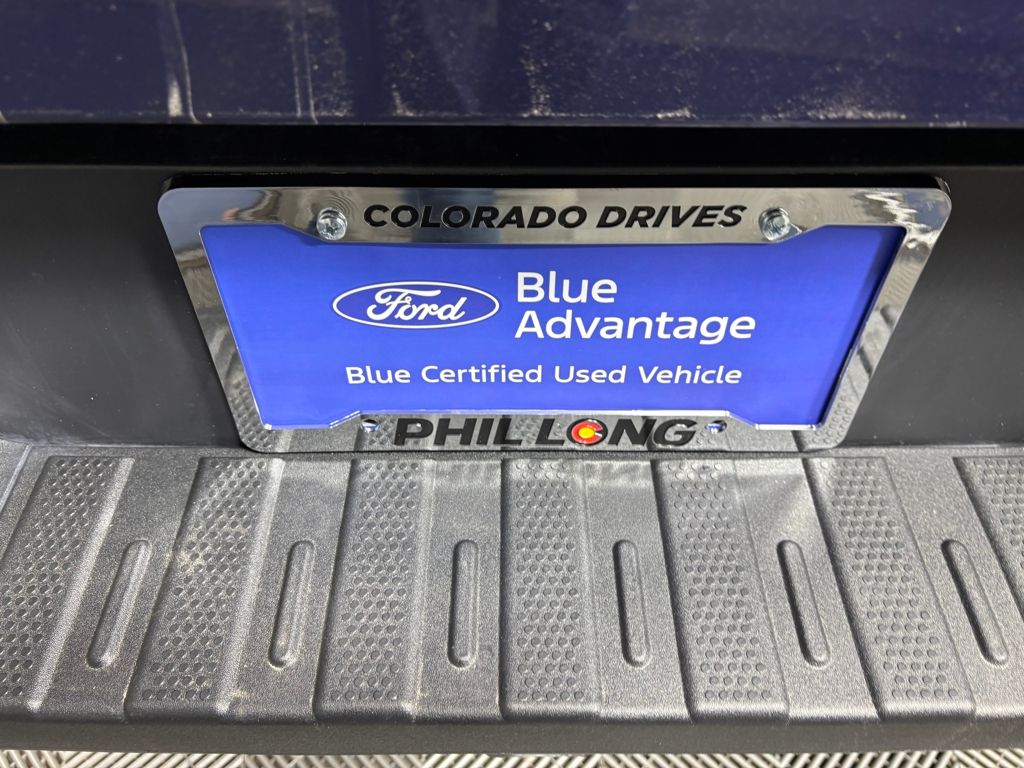 COLORADO DRIVES
Ford
Blue
Advantage
Blue Certified Used Vehicle
PHIL LONG